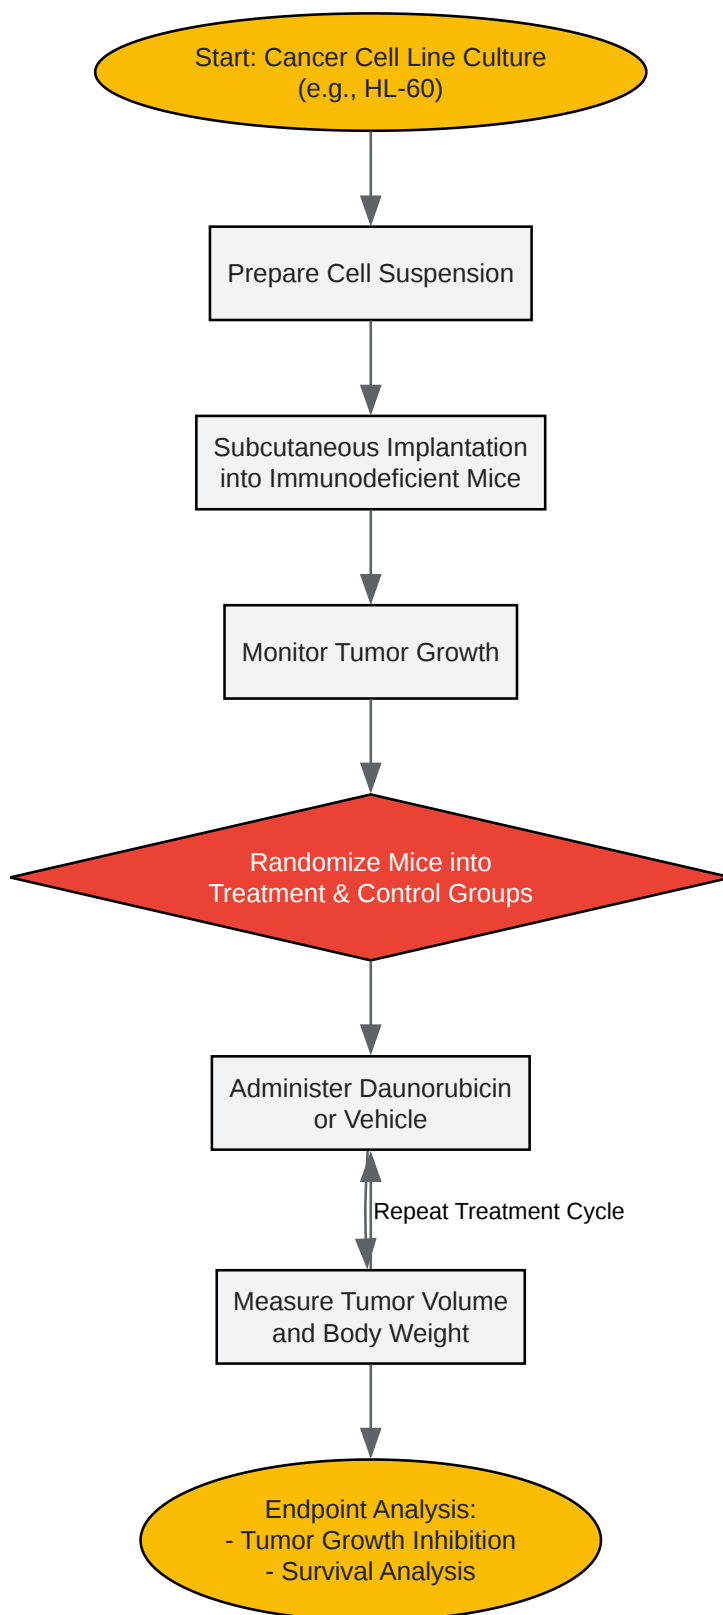 Start: Cancer Cell Line Culture
(e.g., HL-60)
Prepare Cell Suspension
Subcutaneous Implantation
into Immunodeficient Mice
Monitor Tumor Growth
Randomize Mice into
Treatment & Control Groups
Administer Daunorubicin
or Vehicle
Repeat Treatment Cycle
Measure Tumor Volume
and Body Weight
Endpoint Analysis:
- Tumor Growth Inhibition
- Survival Analysis